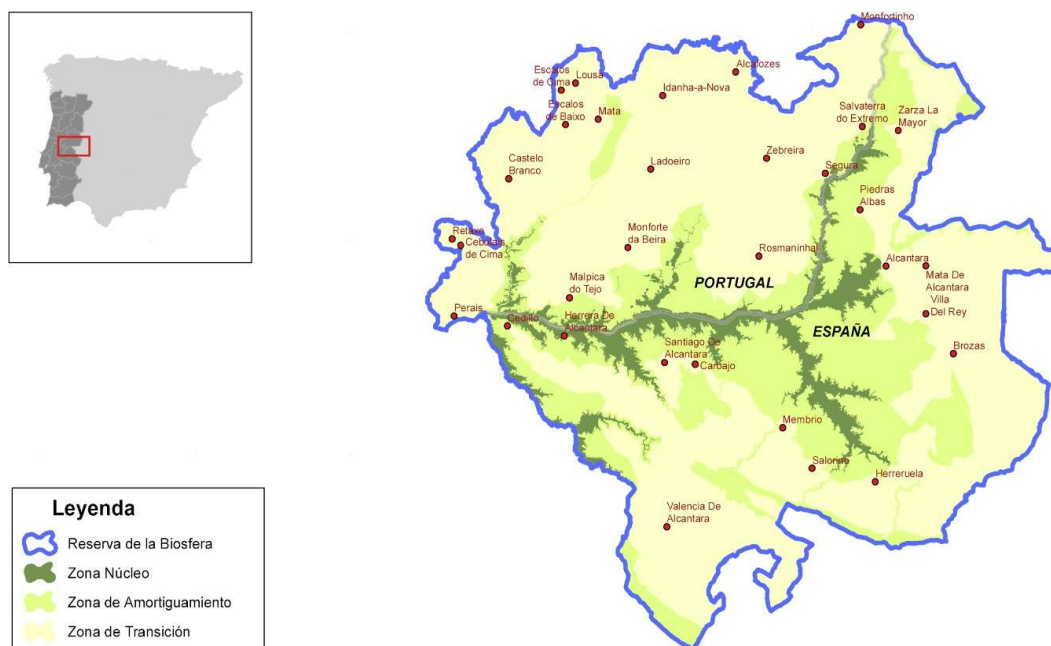 Monfortinho
Alcafozes
Escalos
de Cima
Lousa
Idanha-a-Nova
Escalos
de Baixo
Mata
Salvaterra
do Extremo
Zarza La
Mayor
Castelo
Branco
Ladoeiro
Zebreira
Segura
Piedras
Albas
Retaxo
Cebolais
de Cima
Monforte
da Beira
Rosmaninhal
Alcantara
Mata De
Alcantara
Villa
Del Rey
PORTUGAL
Malpica
do Tejo
Perais
Cedillo
Herrera De
Alcantara
ESPAÑA
Santiago De
Alcantara
Carbajo
Brozas
Membrio
Salorino
Herreruela
Valencia De
Alcantara
Leyenda
Reserva de la Biosfera
Zona Núcleo
Zona de Amortiguamiento
Zona de Transición